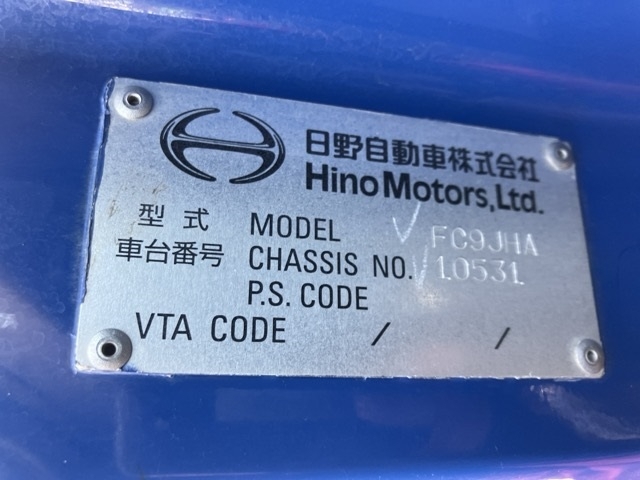 日野自動車株式会社
Hino Motors, Ltd.
型式 MODEL FC9JHA
車台番号 CHASSIS NO. 10531
P.S. CODE
VTA CODE / /